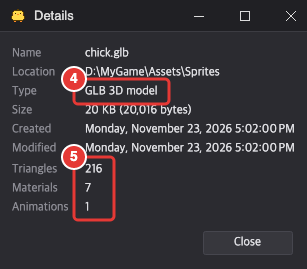 Details
Name chick.glb
Location D:\MyGame\Assets\Sprites
4
Type GLB 3D model
Size 20 KB (20,016 bytes)
Created Monday, November 23, 2026 5:02:00 PM
Modified Monday, November 23, 2026 5:02:00 PM
5
Triangles 216
Materials 7
Animations 1
Close